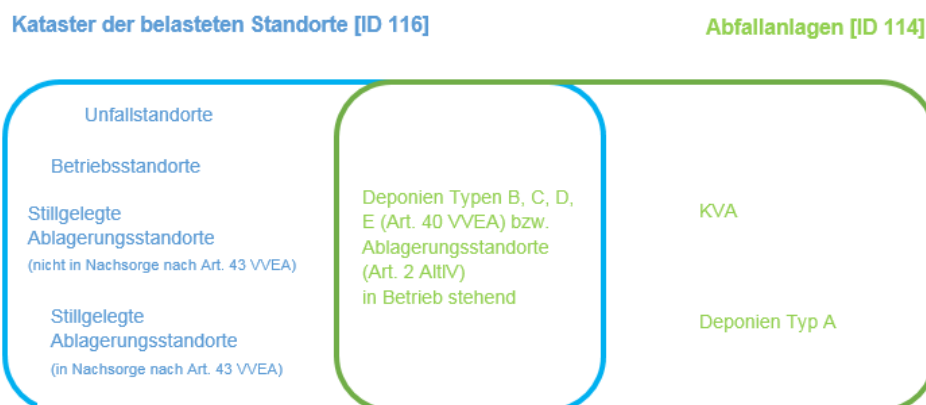 Kataster der belasteten Standorte [ID 116]
Abfallanlagen [ID 114]
Unfallstandorte
Betriebsstandorte
Stillgelegte
Ablagerungsstandorte
(nicht in Nachsorge nach Art. 43 VVEA)
Stillgelegte
Ablagerungsstandorte
(in Nachsorge nach Art. 43 VVEA)
Deponien Typen B, C, D,
E (Art. 40 VVEA) bzw.
Ablagerungsstandorte
(Art. 2 AltlV)
in Betrieb stehend
KVA
Deponien Typ A